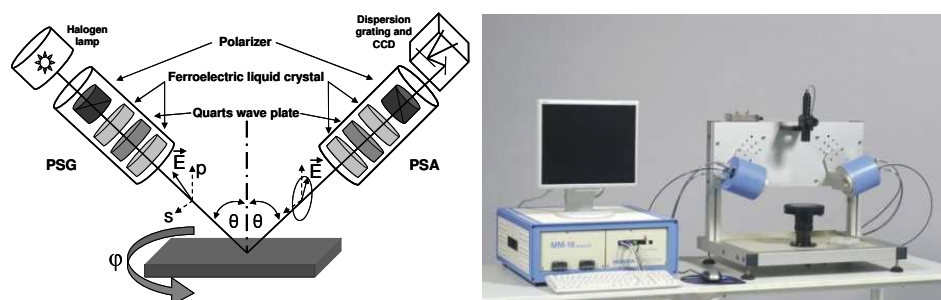 Halogen
lamp
Dispersion
grating and
CCD
Polarizer
Ferroelectric liquid crystal
Quarts wave plate
PSG
PSA
E
p
s
E
θ
θ
φ
MM-16